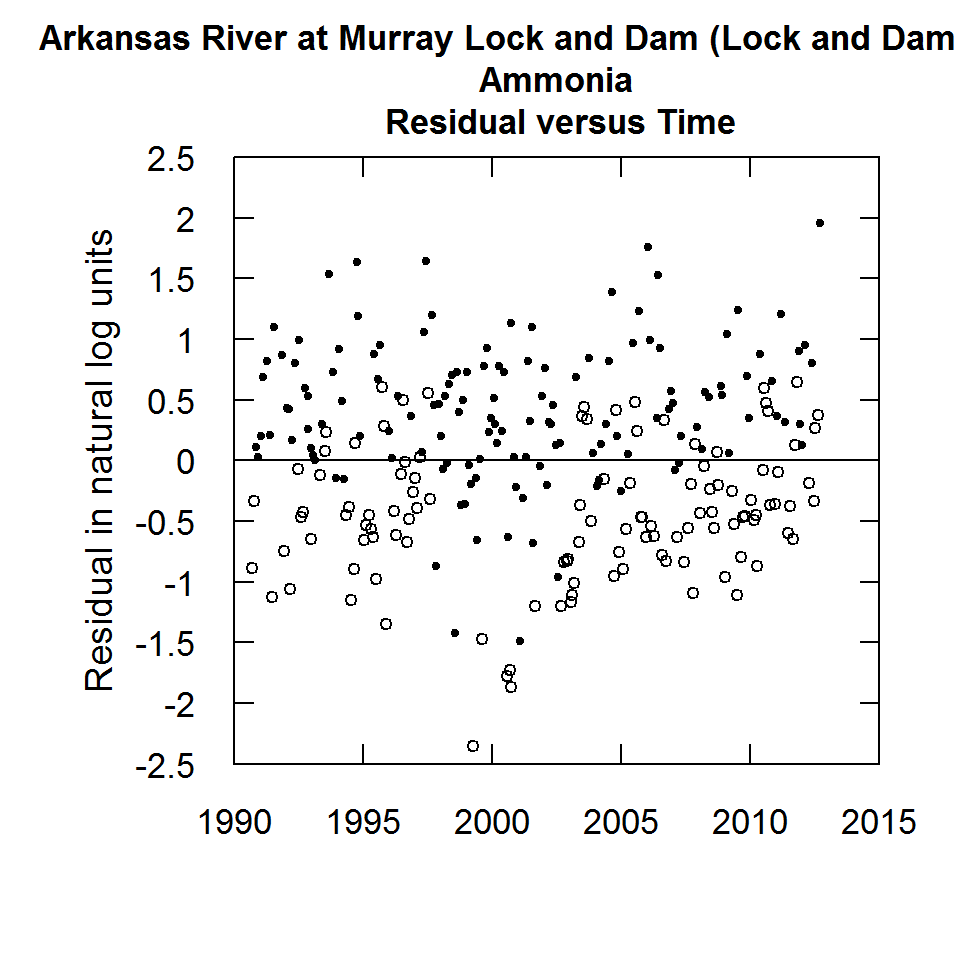 Arkansas River at Murray Lock and Dam (Lock and Dam
Ammonia
Residual versus Time
Residual in natural log units
2.5
2
1.5
1
0.5
0
-0.5
-1
-1.5
-2
-2.5
1990 1995 2000 2005 2010 2015